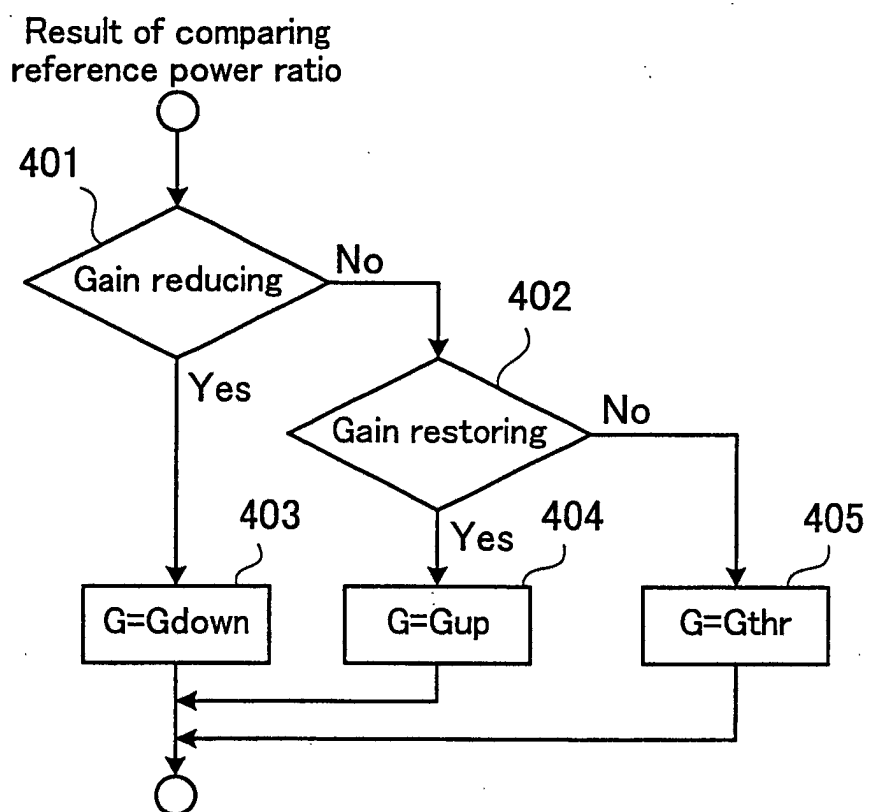 Result of comparing
reference power ratio
401
Gain reducing
No
402
Yes
Gain restoring
No
403
Yes
404
405
G=Gdown
G=Gup
G=Gthr